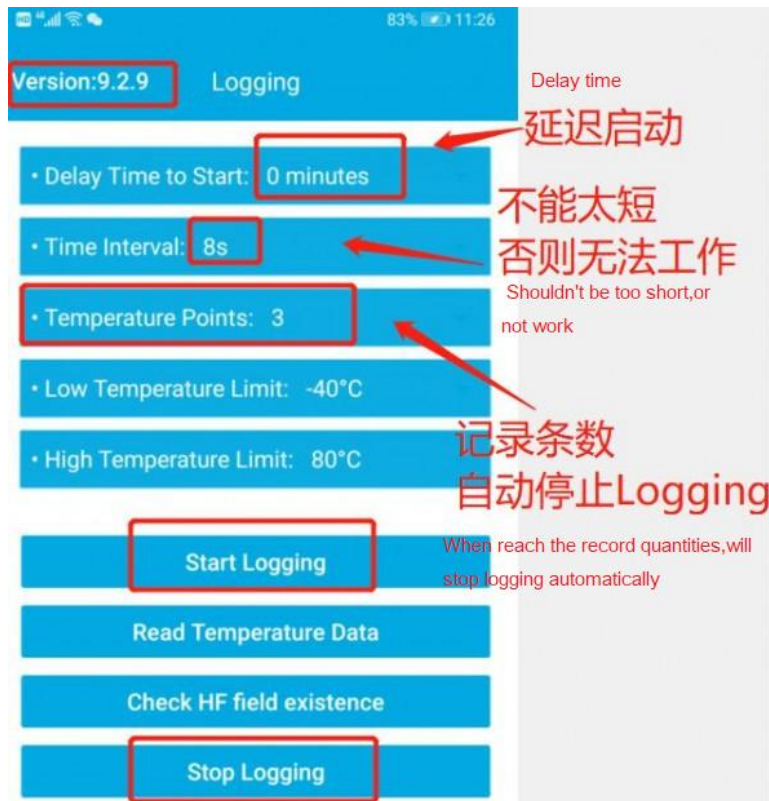 HD 4G 83% 11:26
Version:9.2.9 Logging
Delay time
延迟启动
• Delay Time to Start: 0 minutes
不能太短
否则无法工作
• Time Interval: 8s
Shouldn't be too short,or
not work
• Temperature Points: 3
• Low Temperature Limit: -40°C
记录条数
自动停止Logging
• High Temperature Limit: 80°C
When reach the record quantities,will
stop logging automatically
Start Logging
Read Temperature Data
Check HF field existence
Stop Logging